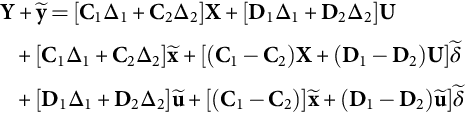 Y + ỹ = [C₁Δ₁ + C₂Δ₂]X + [D₁Δ₁ + D₂Δ₂]U
+ [C₁Δ₁ + C₂Δ₂]x̃ + [(C₁ − C₂)X + (D₁ − D₂)U]δ̃
+ [D₁Δ₁ + D₂Δ₂]ũ + [(C₁ − C₂)]x̃ + (D₁ − D₂)ũ]δ̃